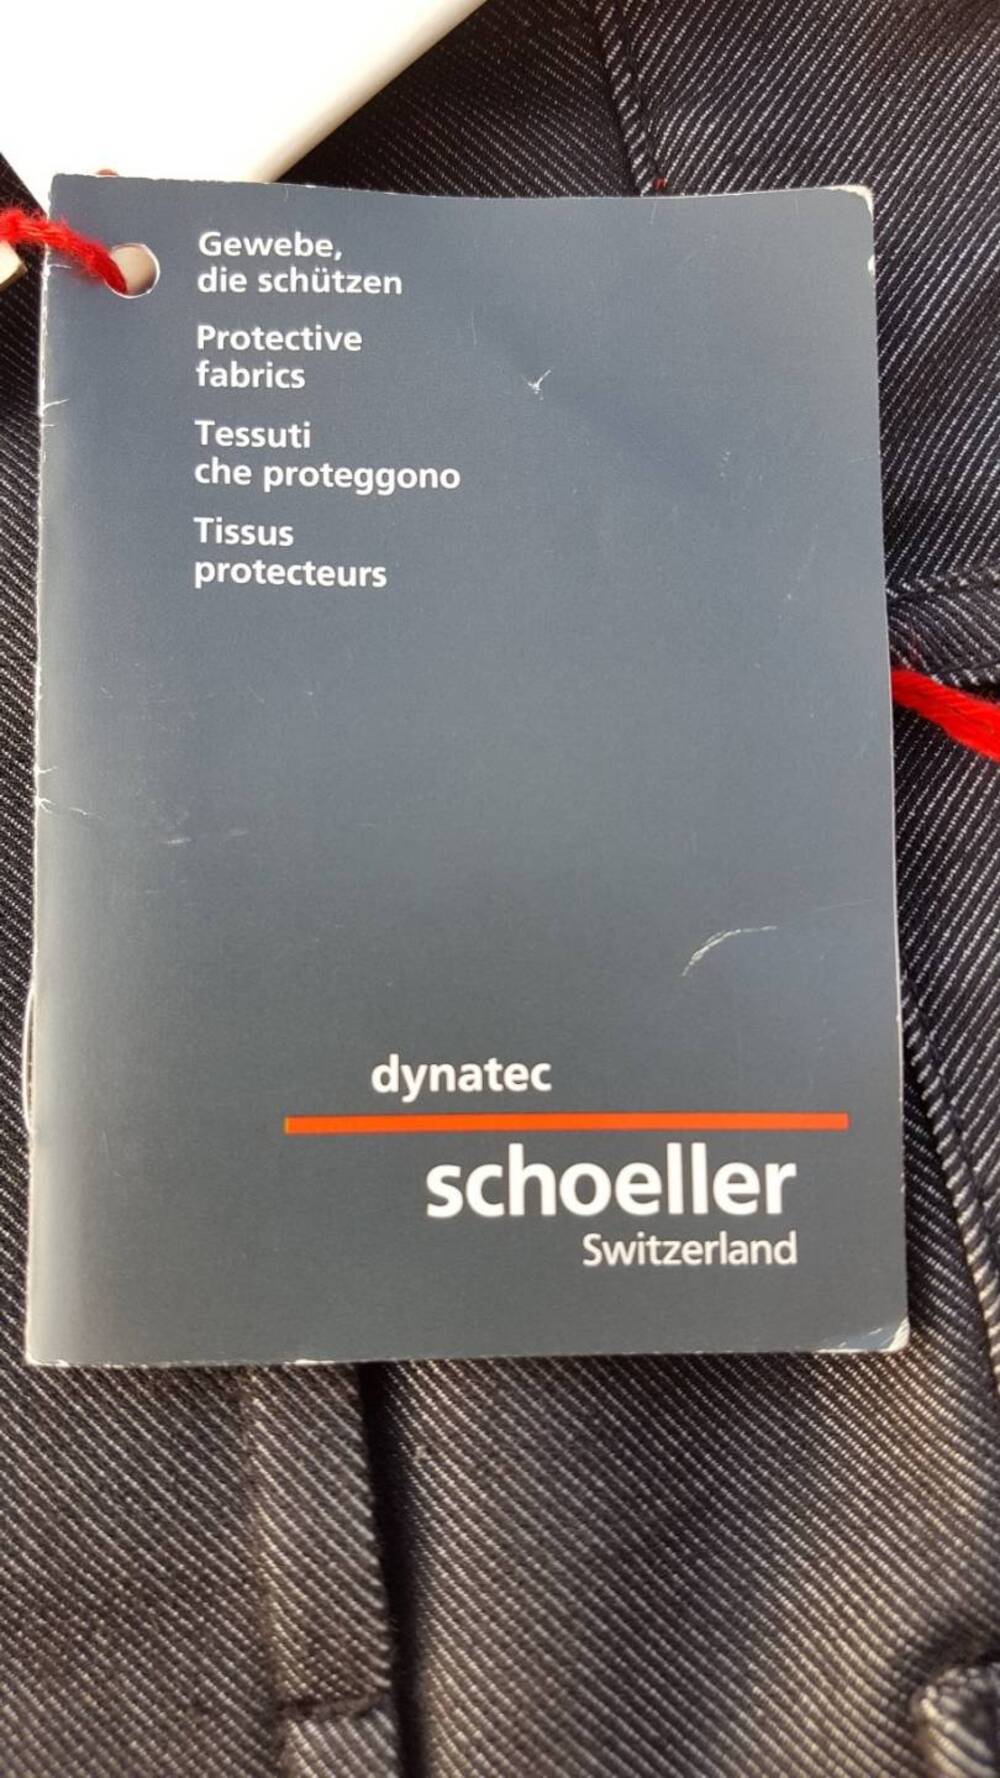 Gewebe,
die schützen
Protective
fabrics
Tessuti
che proteggono
Tissus
protecteurs
dynatec
schoeller
Switzerland